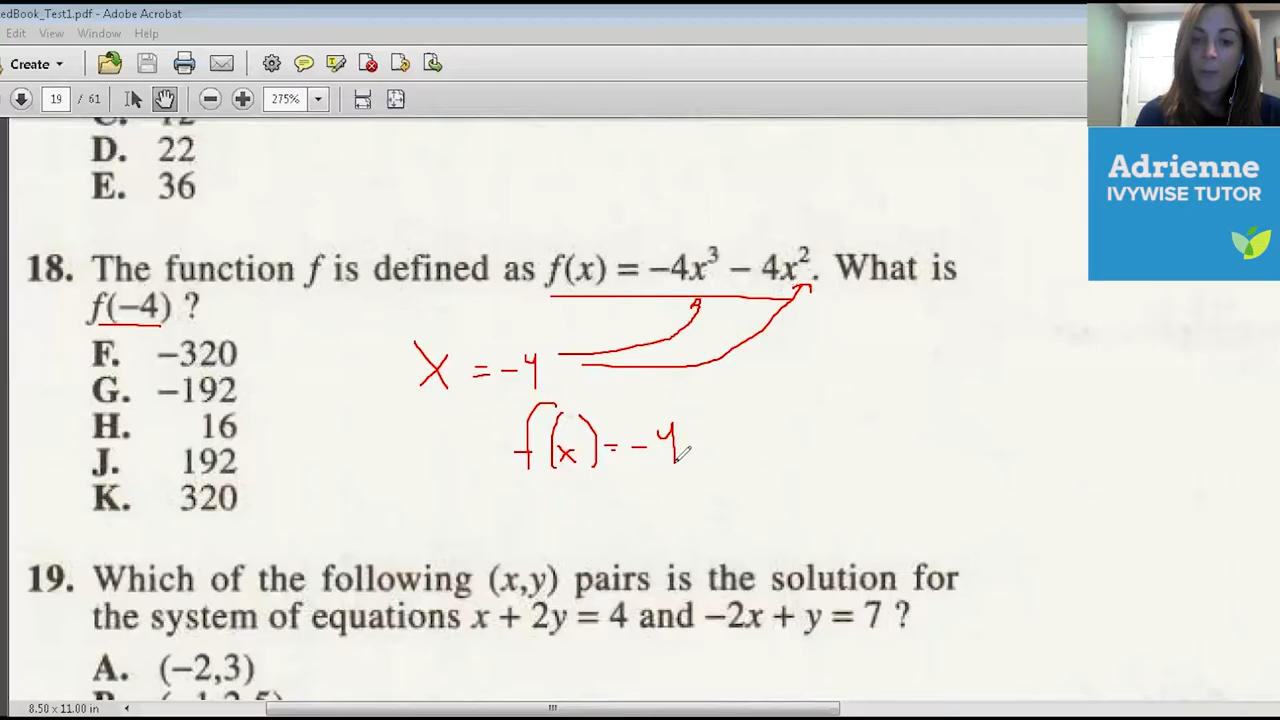 edBook_Test1.pdf - Adobe Acrobat
Edit View Window Help
Create
19 / 61 275%
D. 22
E. 36
18. The function f is defined as f(x) = −4x³ − 4x². What is
f(−4) ?
F. −320
G. −192
H. 16
J. 192
K. 320
x = -4
f(x) = -4
19. Which of the following (x,y) pairs is the solution for
the system of equations x + 2y = 4 and −2x + y = 7 ?
A. (−2,3)
8.50 x 11.00 in
Adrienne
IVYWISE TUTOR